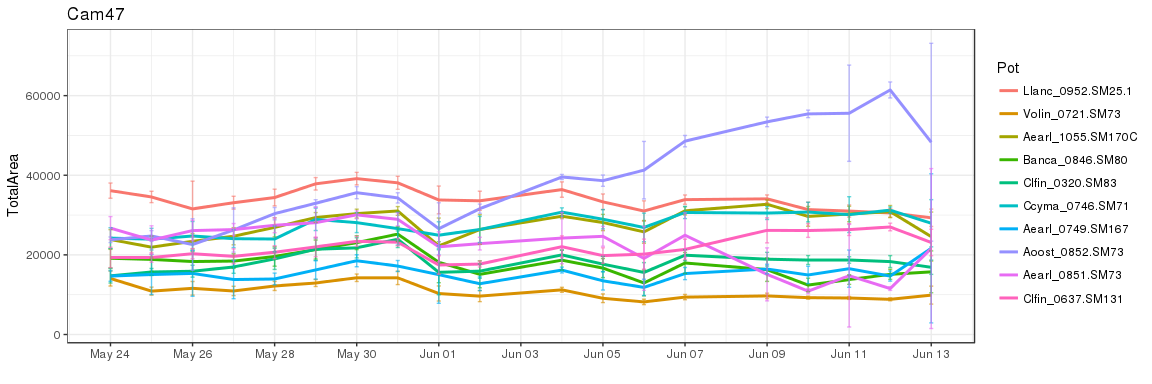 Cam47
TotalArea
60000
40000
20000
0
May 24
May 26
May 28
May 30
Jun 01
Jun 03
Jun 05
Jun 07
Jun 09
Jun 11
Jun 13
Pot
Llanc_0952.SM25.1
Volin_0721.SM73
Aearl_1055.SM170C
Banca_0846.SM80
Clfin_0320.SM83
Ccyma_0746.SM71
Aearl_0749.SM167
Aoost_0852.SM73
Aearl_0851.SM73
Clfin_0637.SM131